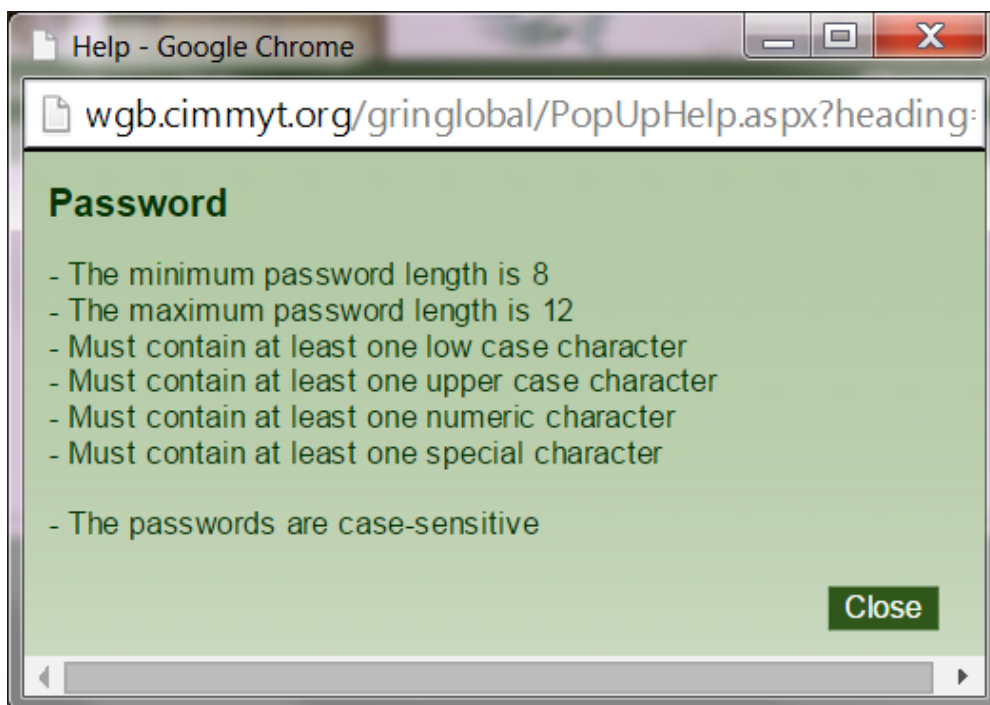 Help - Google Chrome
wgb.cimmyt.org/gringlobal/PopUpHelp.aspx?heading=
Password
- The minimum password length is 8
- The maximum password length is 12
- Must contain at least one low case character
- Must contain at least one upper case character
- Must contain at least one numeric character
- Must contain at least one special character
- The passwords are case-sensitive
Close